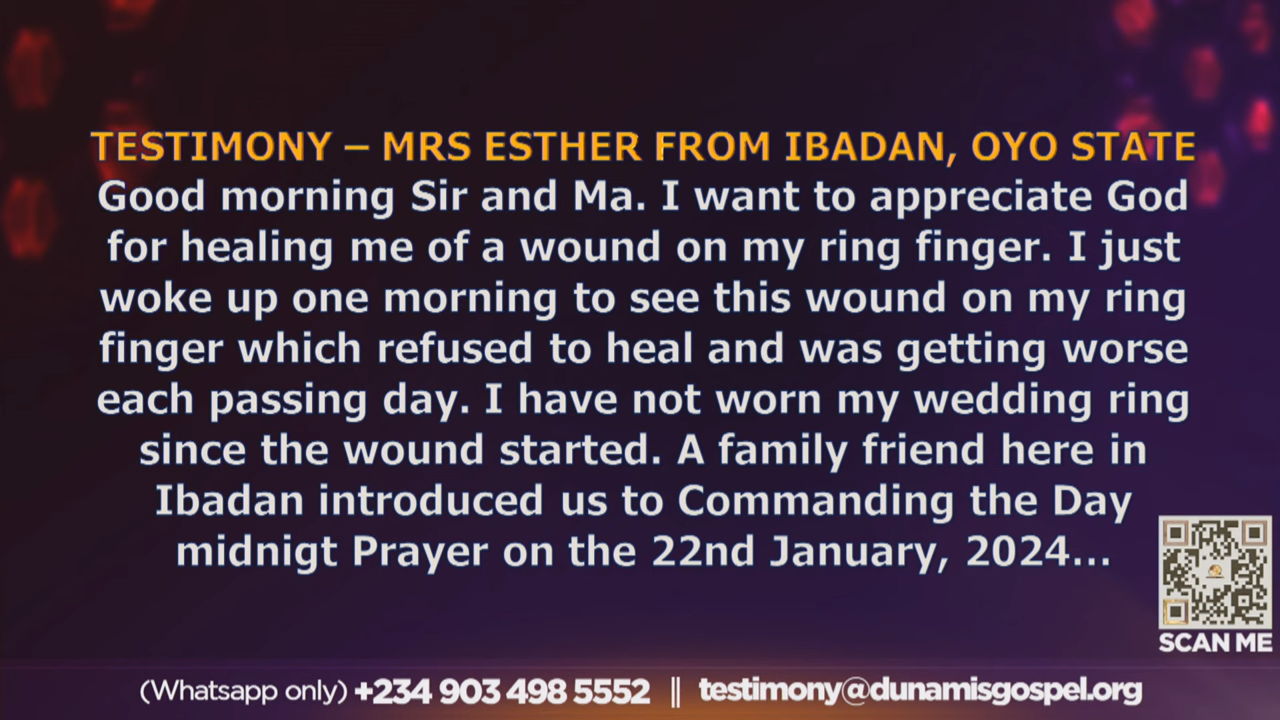 TESTIMONY – MRS ESTHER FROM IBADAN, OYO STATE
Good morning Sir and Ma. I want to appreciate God
for healing me of a wound on my ring finger. I just
woke up one morning to see this wound on my ring
finger which refused to heal and was getting worse
each passing day. I have not worn my wedding ring
since the wound started. A family friend here in
Ibadan introduced us to Commanding the Day
midnigt Prayer on the 22nd January, 2024...
SCAN ME
(Whatsapp only) +234 903 498 5552 || testimony@dunamisgospel.org